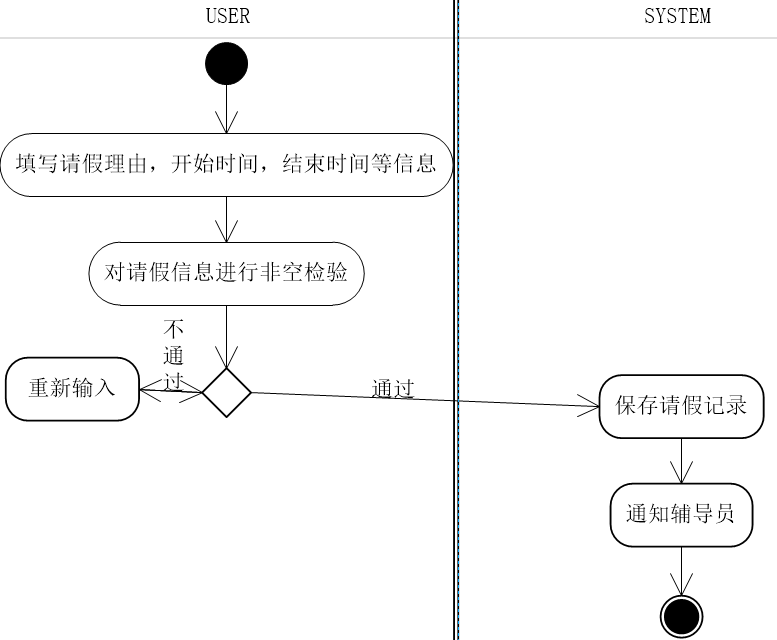 USER
SYSTEM
填写请假理由，开始时间，结束时间等信息
对请假信息进行非空检验
不
通
过
重新输入
通过
保存请假记录
通知辅导员